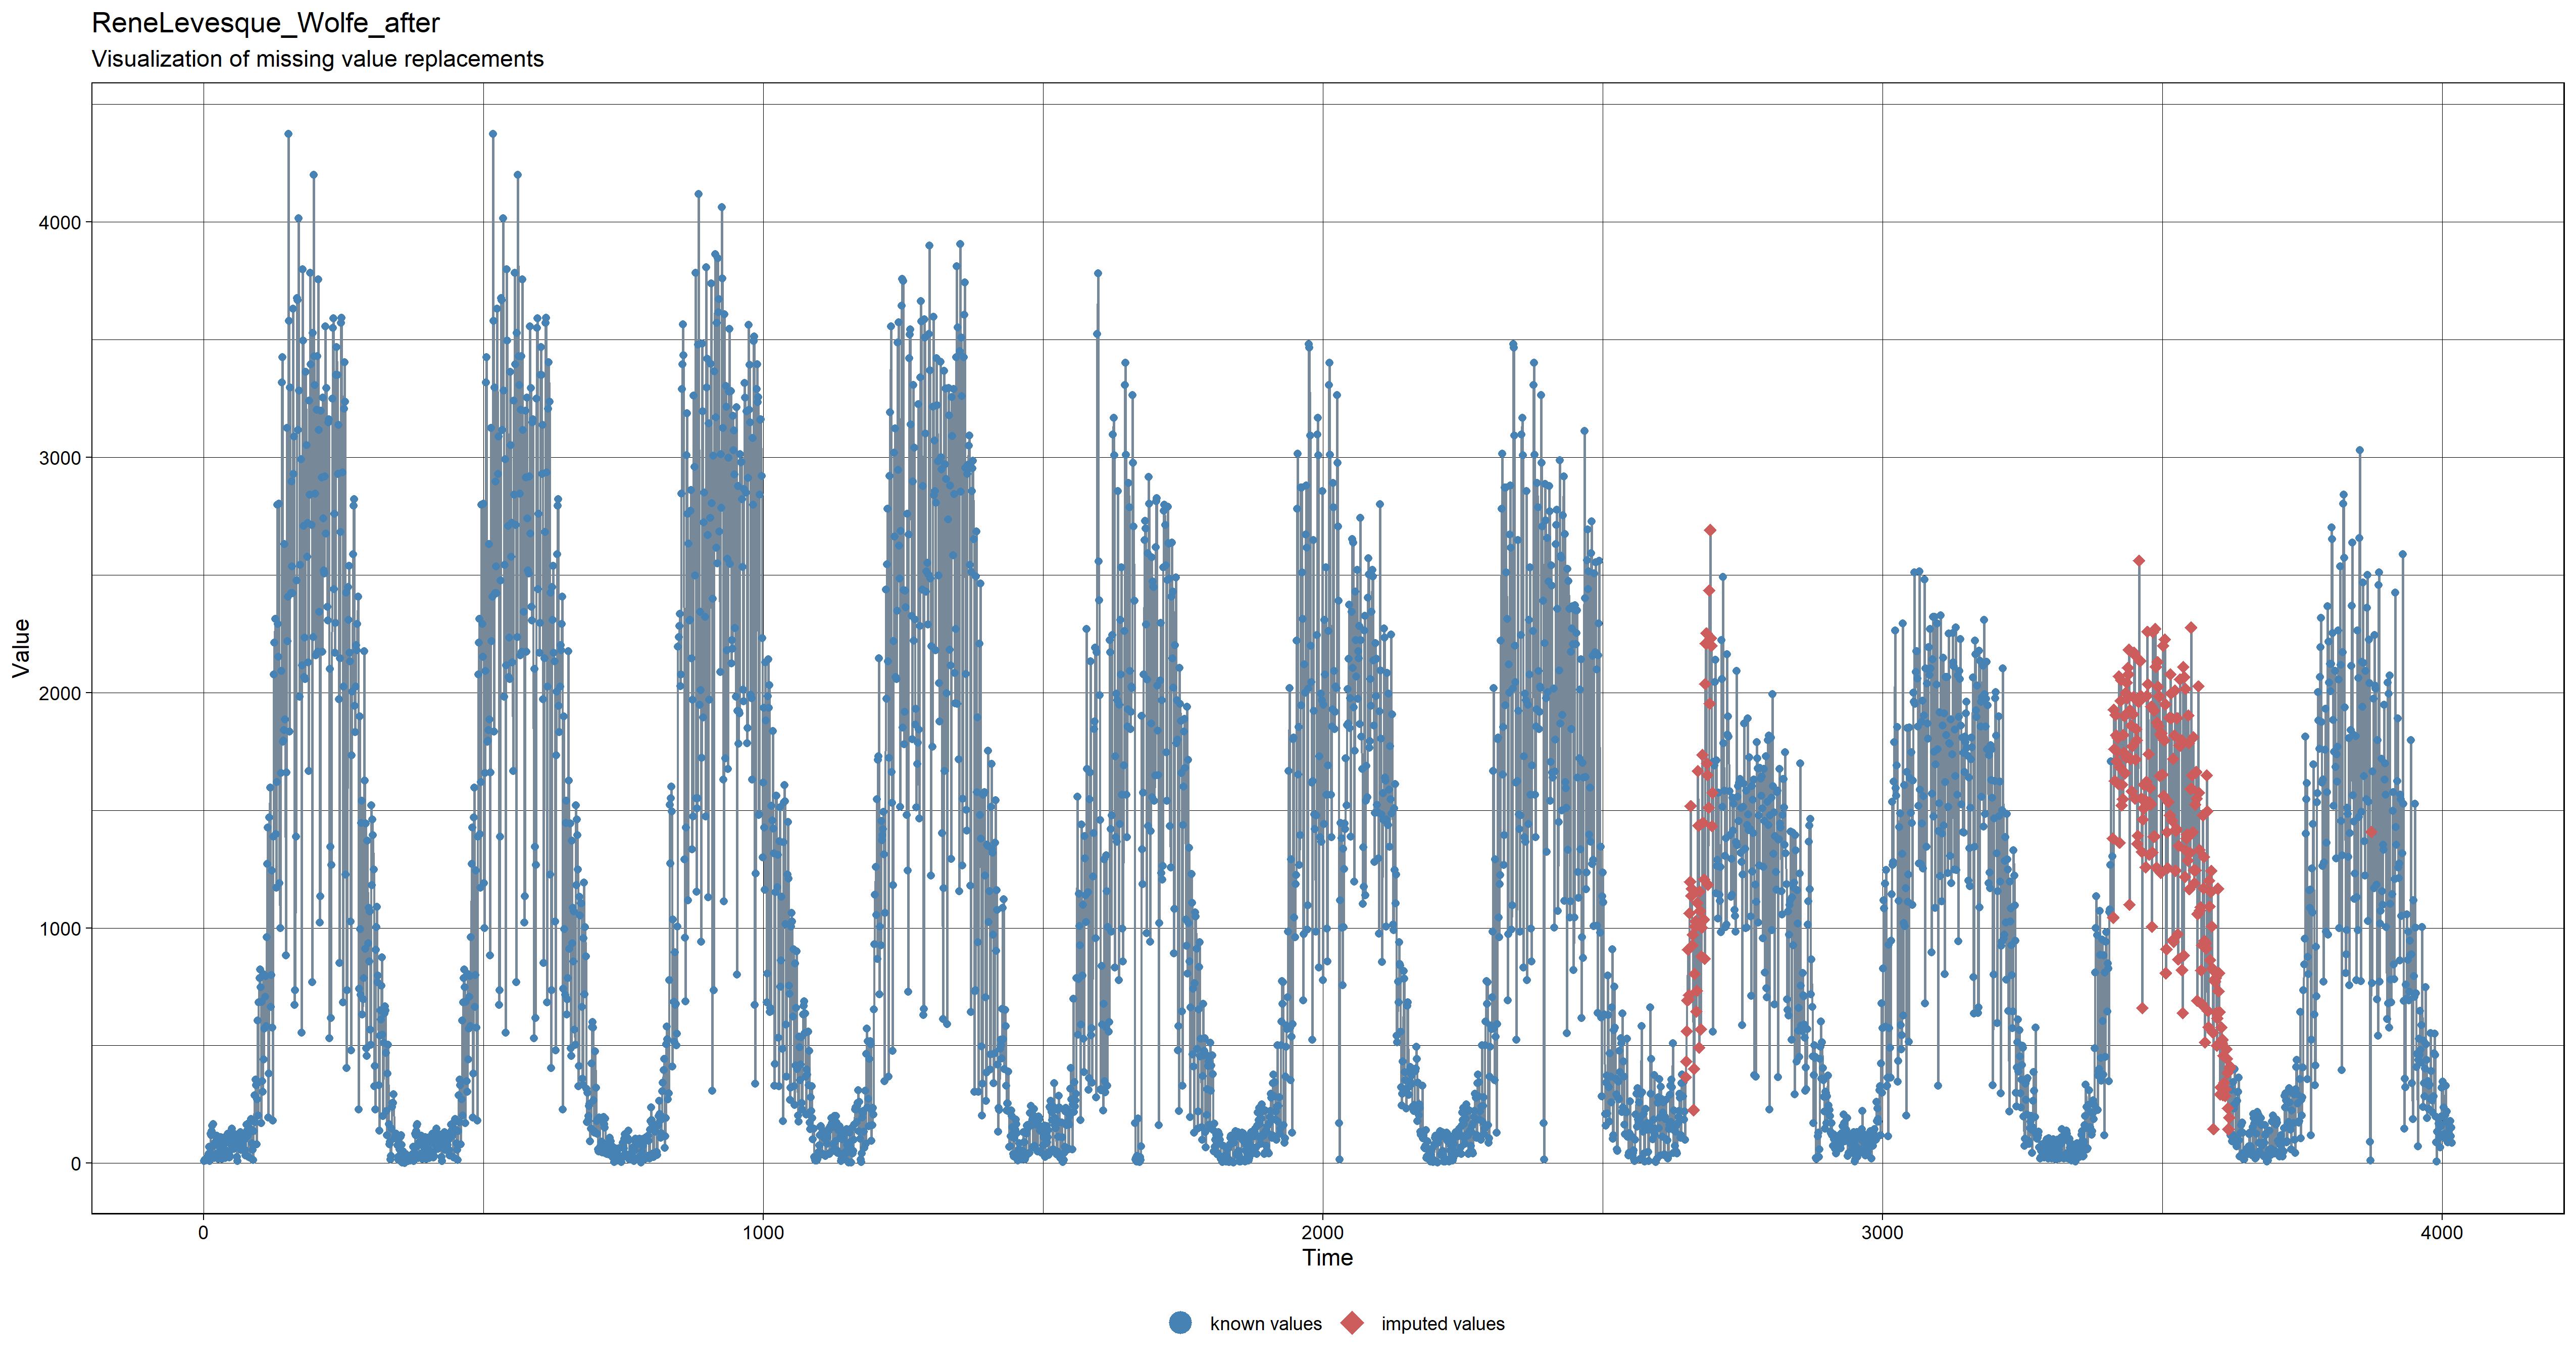 ReneLevesque_Wolfe_after
Visualization of missing value replacements
Value
4000
3000
2000
1000
0
0 1000 2000 3000 4000
Time
known values imputed values